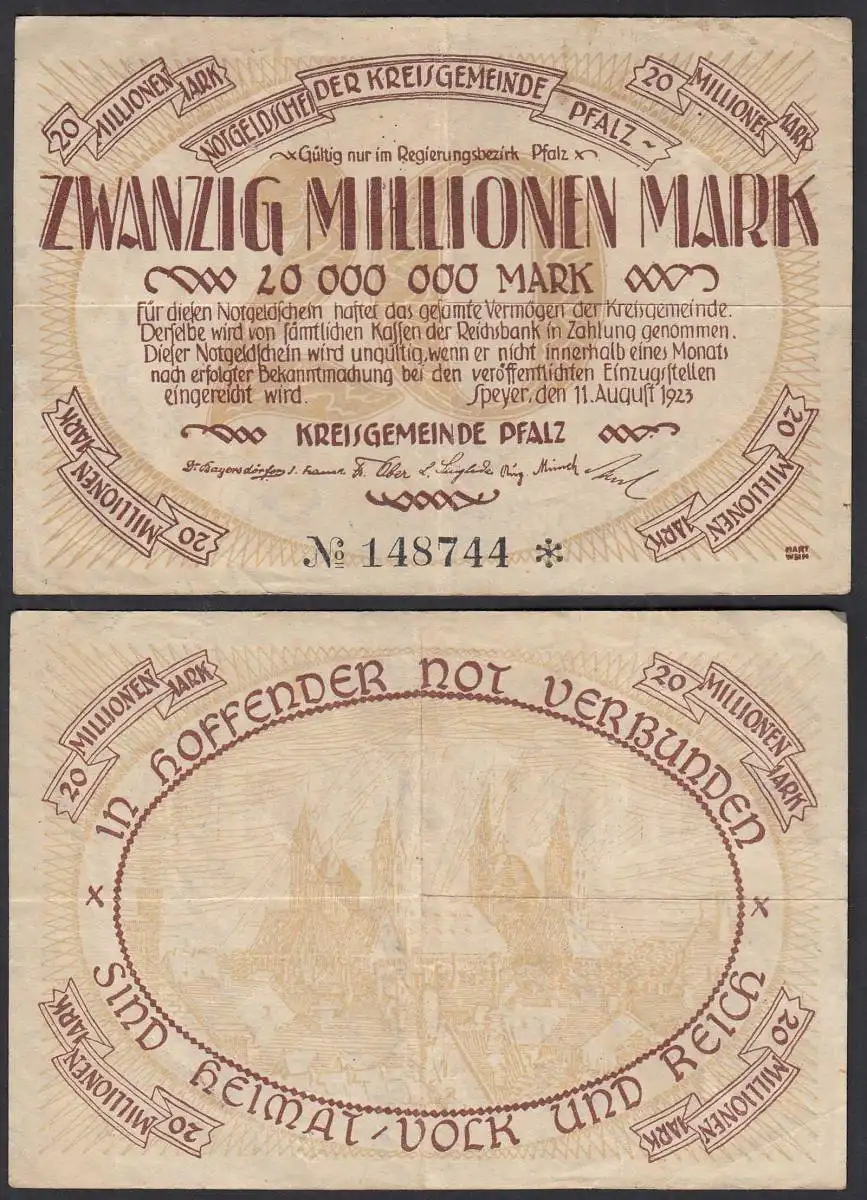 20 MILLIONEN MARK
NOTGELDSCHEIN DER KREISGEMEINDE PFALZ
20 MILLIONEN MARK
Gültig nur im Regierungsbezirk Pfalz
ZWANZIG MILLIONEN MARK
20 000 000 MARK
Für diesen Notgeldschein haftet das gesamte Vermögen der Kreisgemeinde.
Derselbe wird von sämtlichen Kassen der Reichsbank in Zahlung genommen.
Dieser Notgeldschein wird ungültig, wenn er nicht innerhalb eines Monats
nach erfolgter Bekanntmachung bei den veröffentlichten Einzugsstellen
eingereicht wird. Speyer, den 11. August 1923
KREISGEMEINDE PFALZ
Dr Bayersdörfer
Ober
Münch
20 MILLIONEN MARK
20 MILLIONEN MARK
№ 148744 *
HART
WEIH
20 MILLIONEN MARK
20 MILLIONEN MARK
IN HOFFENDER NOT VERBUNDEN
SIND HEIMAT/VOLK UND REICH
20 MILLIONEN MARK
20 MILLIONEN MARK